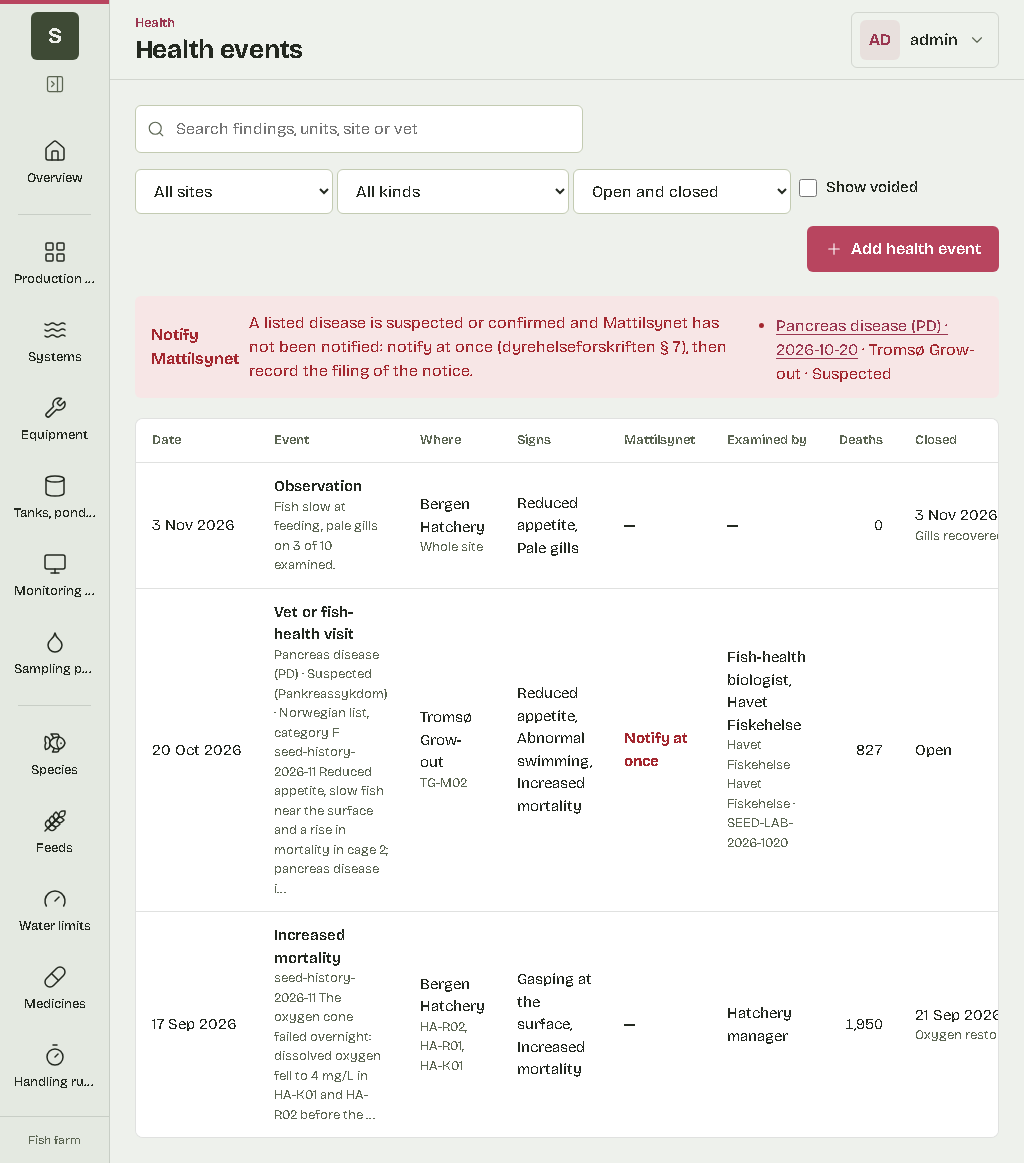 S
Overview
Production ...
Systems
Equipment
Tanks, pond...
Monitoring ...
Sampling p...
Species
Feeds
Water limits
Medicines
Handling ru...
Fish farm
Health
Health events
AD admin
Search findings, units, site or vet
All sites
All kinds
Open and closed
Show voided
Add health event
Notify
Mattilsynet
A listed disease is suspected or confirmed and Mattilsynet has
not been notified: notify at once (dyrehelseforskriften § 7), then
record the filing of the notice.
• Pancreas disease (PD) ·
2026-10-20 · Tromsø Grow-
out · Suspected
Date Event Where Signs Mattilsynet Examined by Deaths Closed
3 Nov 2026
Observation
Fish slow at
feeding, pale gills
on 3 of 10
examined.
Bergen
Hatchery
Whole site
Reduced
appetite,
Pale gills
—
—
0
3 Nov 2026
Gills recovered
20 Oct 2026
Vet or fish-
health visit
Pancreas disease
(PD) · Suspected
(Pankreassykdom)
· Norwegian list,
category F
seed-history-
2026-11 Reduced
appetite, slow fish
near the surface
and a rise in
mortality in cage 2;
pancreas disease
i...
Tromsø
Grow-
out
TG-M02
Reduced
appetite,
Abnormal
swimming,
Increased
mortality
Notify at
once
Fish-health
biologist,
Havet
Fiskehelse
Havet
Fiskehelse
Havet
Fiskehelse ·
SEED-LAB-
2026-1020
827
Open
17 Sep 2026
Increased
mortality
seed-history-
2026-11 The
oxygen cone
failed overnight:
dissolved oxygen
fell to 4 mg/L in
HA-K01 and HA-
R02 before the ...
Bergen
Hatchery
HA-R02,
HA-R01,
HA-K01
Gasping at
the
surface,
Increased
mortality
—
Hatchery
manager
1,950
21 Sep 2026
Oxygen resto